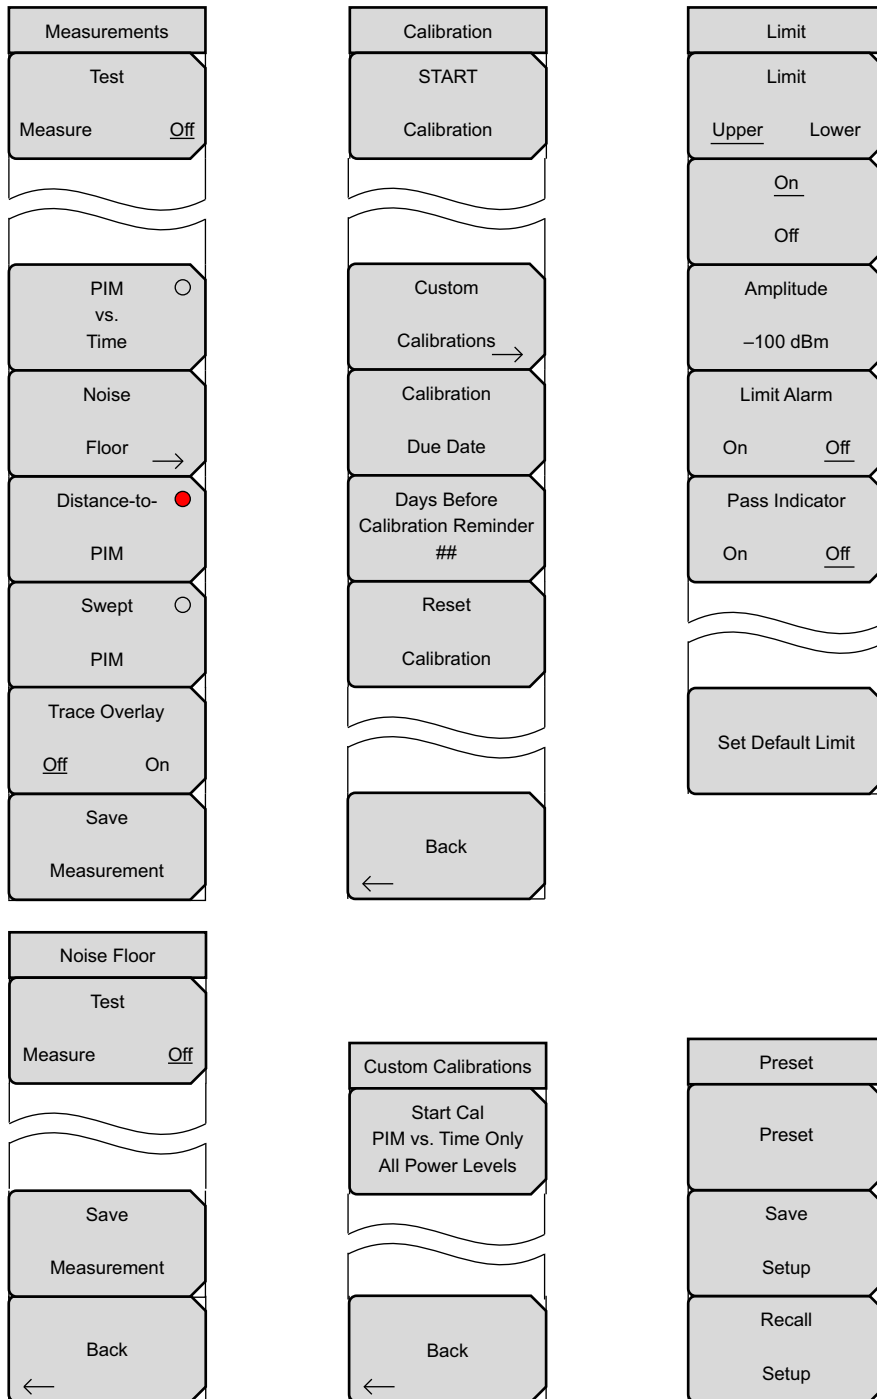 Measurements
Test
Measure Off
PIM
vs.
Time
Noise
Floor
Distance-to-
PIM
Swept
PIM
Trace Overlay
Off On
Save
Measurement
Calibration
START
Calibration
Custom
Calibrations
Calibration
Due Date
Days Before
Calibration Reminder
##
Reset
Calibration
Back
Limit
Limit
Upper Lower
On
Off
Amplitude
–100 dBm
Limit Alarm
On Off
Pass Indicator
On Off
Set Default Limit
Noise Floor
Test
Measure Off
Save
Measurement
Back
Custom Calibrations
Start Cal
PIM vs. Time Only
All Power Levels
Back
Preset
Preset
Save
Setup
Recall
Setup